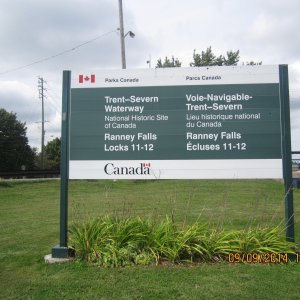 Parks Canada
Parcs Canada
Trent–Severn
Waterway
National Historic Site
of Canada
Ranney Falls
Locks 11-12
Voie-Navigable-
Trent–Severn
Lieu historique national
du Canada
Ranney Falls
Écluses 11-12
Canada
09/09/2014